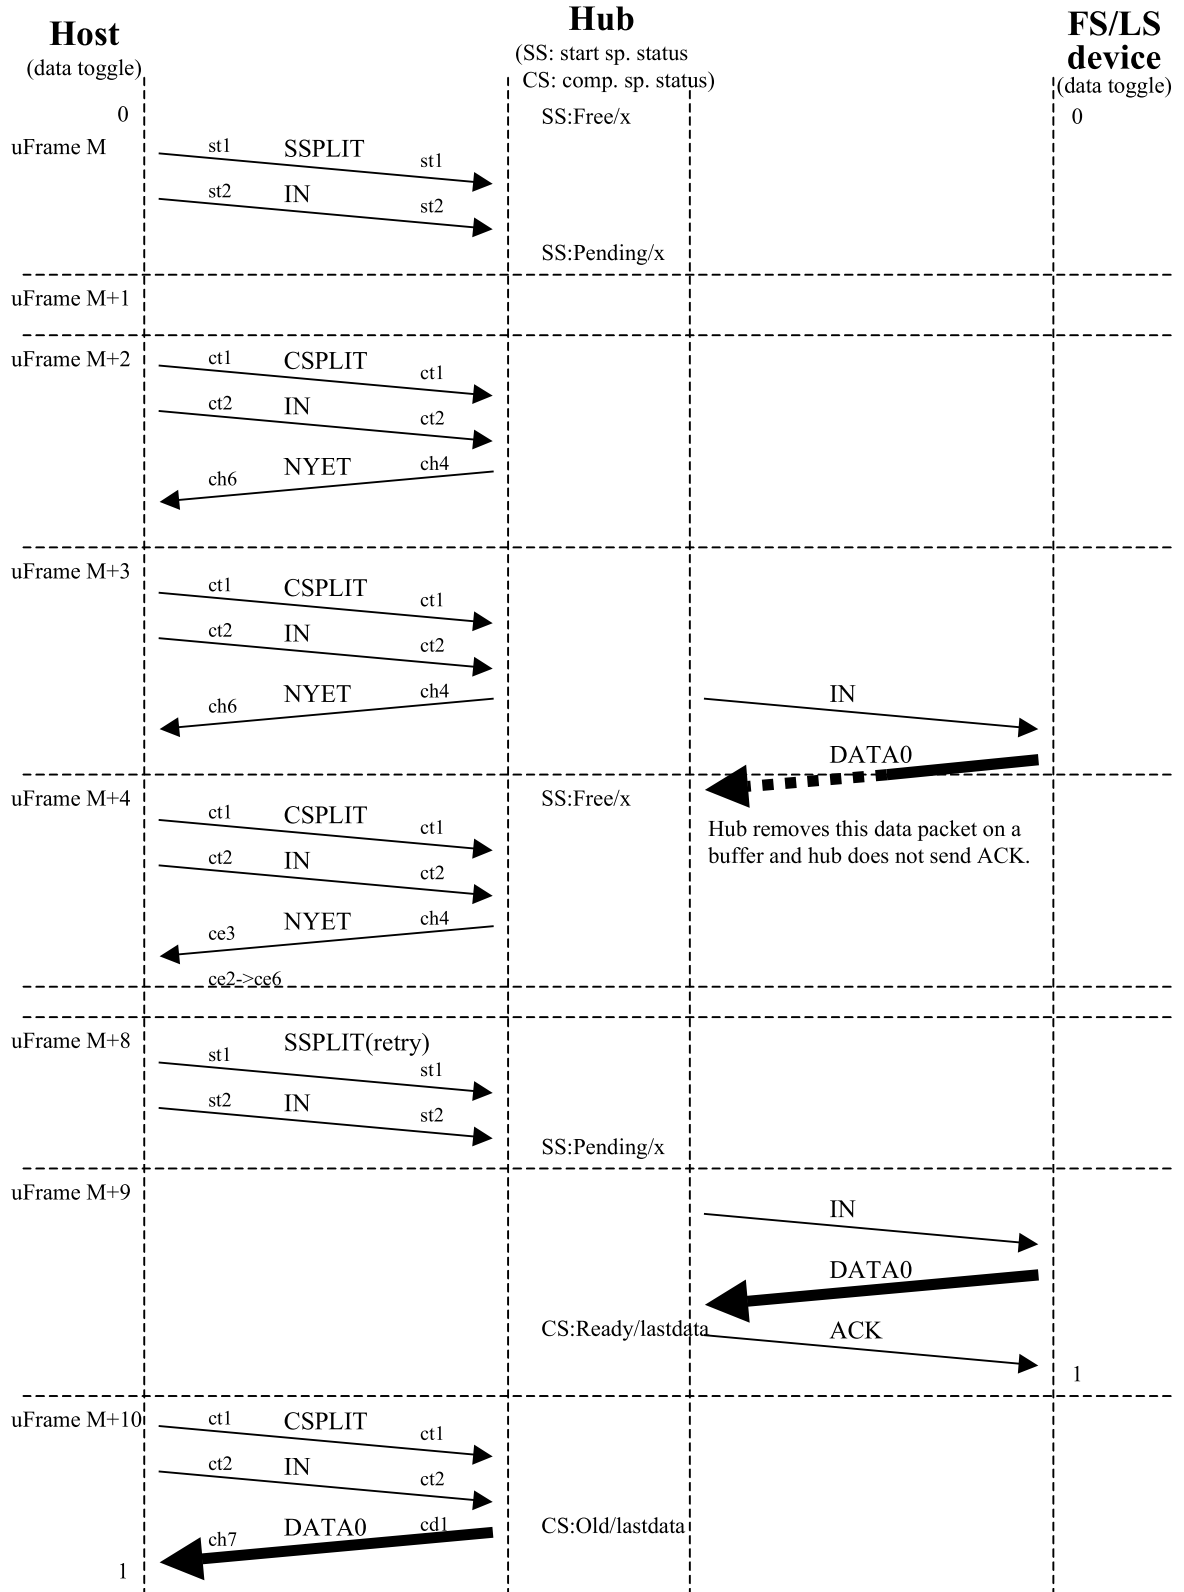 Host
(data toggle)
Hub
(SS: start sp. status
CS: comp. sp. status)
FS/LS
device
(data toggle)
0
SS:Free/x
0
uFrame M
st1 SSPLIT st1
st2 IN st2
SS:Pending/x
uFrame M+1
uFrame M+2
ct1 CSPLIT ct1
ct2 IN ct2
ch6 NYET ch4
uFrame M+3
ct1 CSPLIT ct1
ct2 IN ct2
ch6 NYET ch4
IN
DATA0
uFrame M+4
SS:Free/x
ct1 CSPLIT ct1
Hub removes this data packet on a
buffer and hub does not send ACK.
ct2 IN ct2
ce3 NYET ch4
ce2->ce6
uFrame M+8
SSPLIT(retry)
st1 st1
st2 IN st2
SS:Pending/x
uFrame M+9
IN
DATA0
CS:Ready/lastdata
ACK
1
uFrame M+10
ct1 CSPLIT ct1
ct2 IN ct2
ch7 DATA0 cd1
CS:Old/lastdata
1